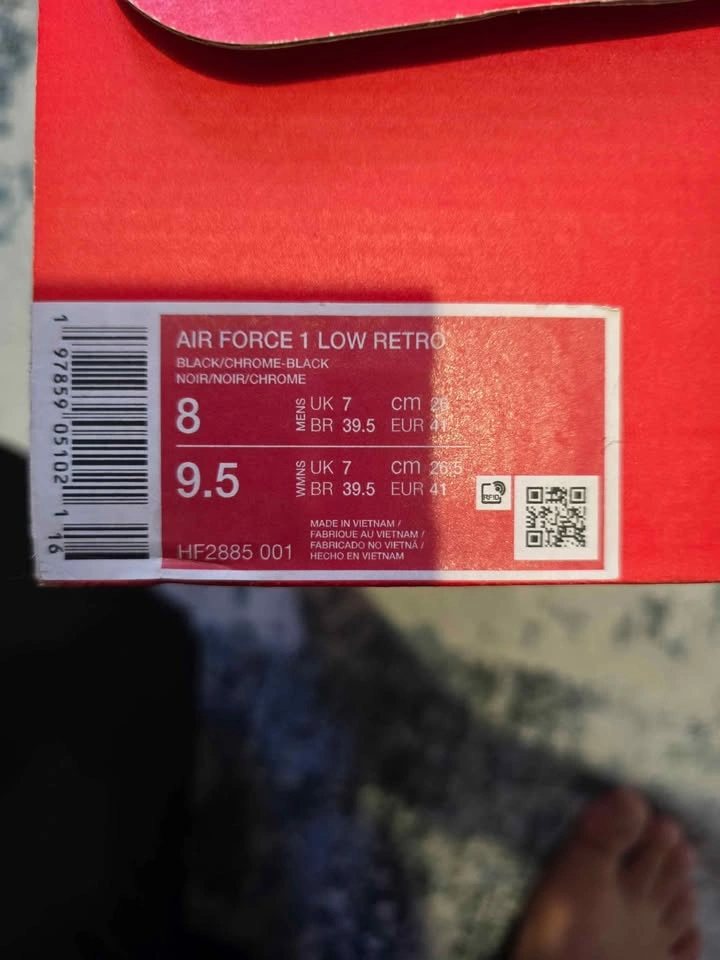 AIR FORCE 1 LOW RETRO
BLACK/CHROME-BLACK
NOIR/NOIR/CHROME
8 MENS UK 7 CM 26
BR 39.5 EUR 41
9.5 WMNS UK 7 CM 26.5
BR 39.5 EUR 41
HF2885 001
MADE IN VIETNAM /
FABRIQUE AU VIETNAM /
FABRICADO NO VIETNÃ /
HECHO EN VIETNAM
RFID
1 97859 05102 1 16